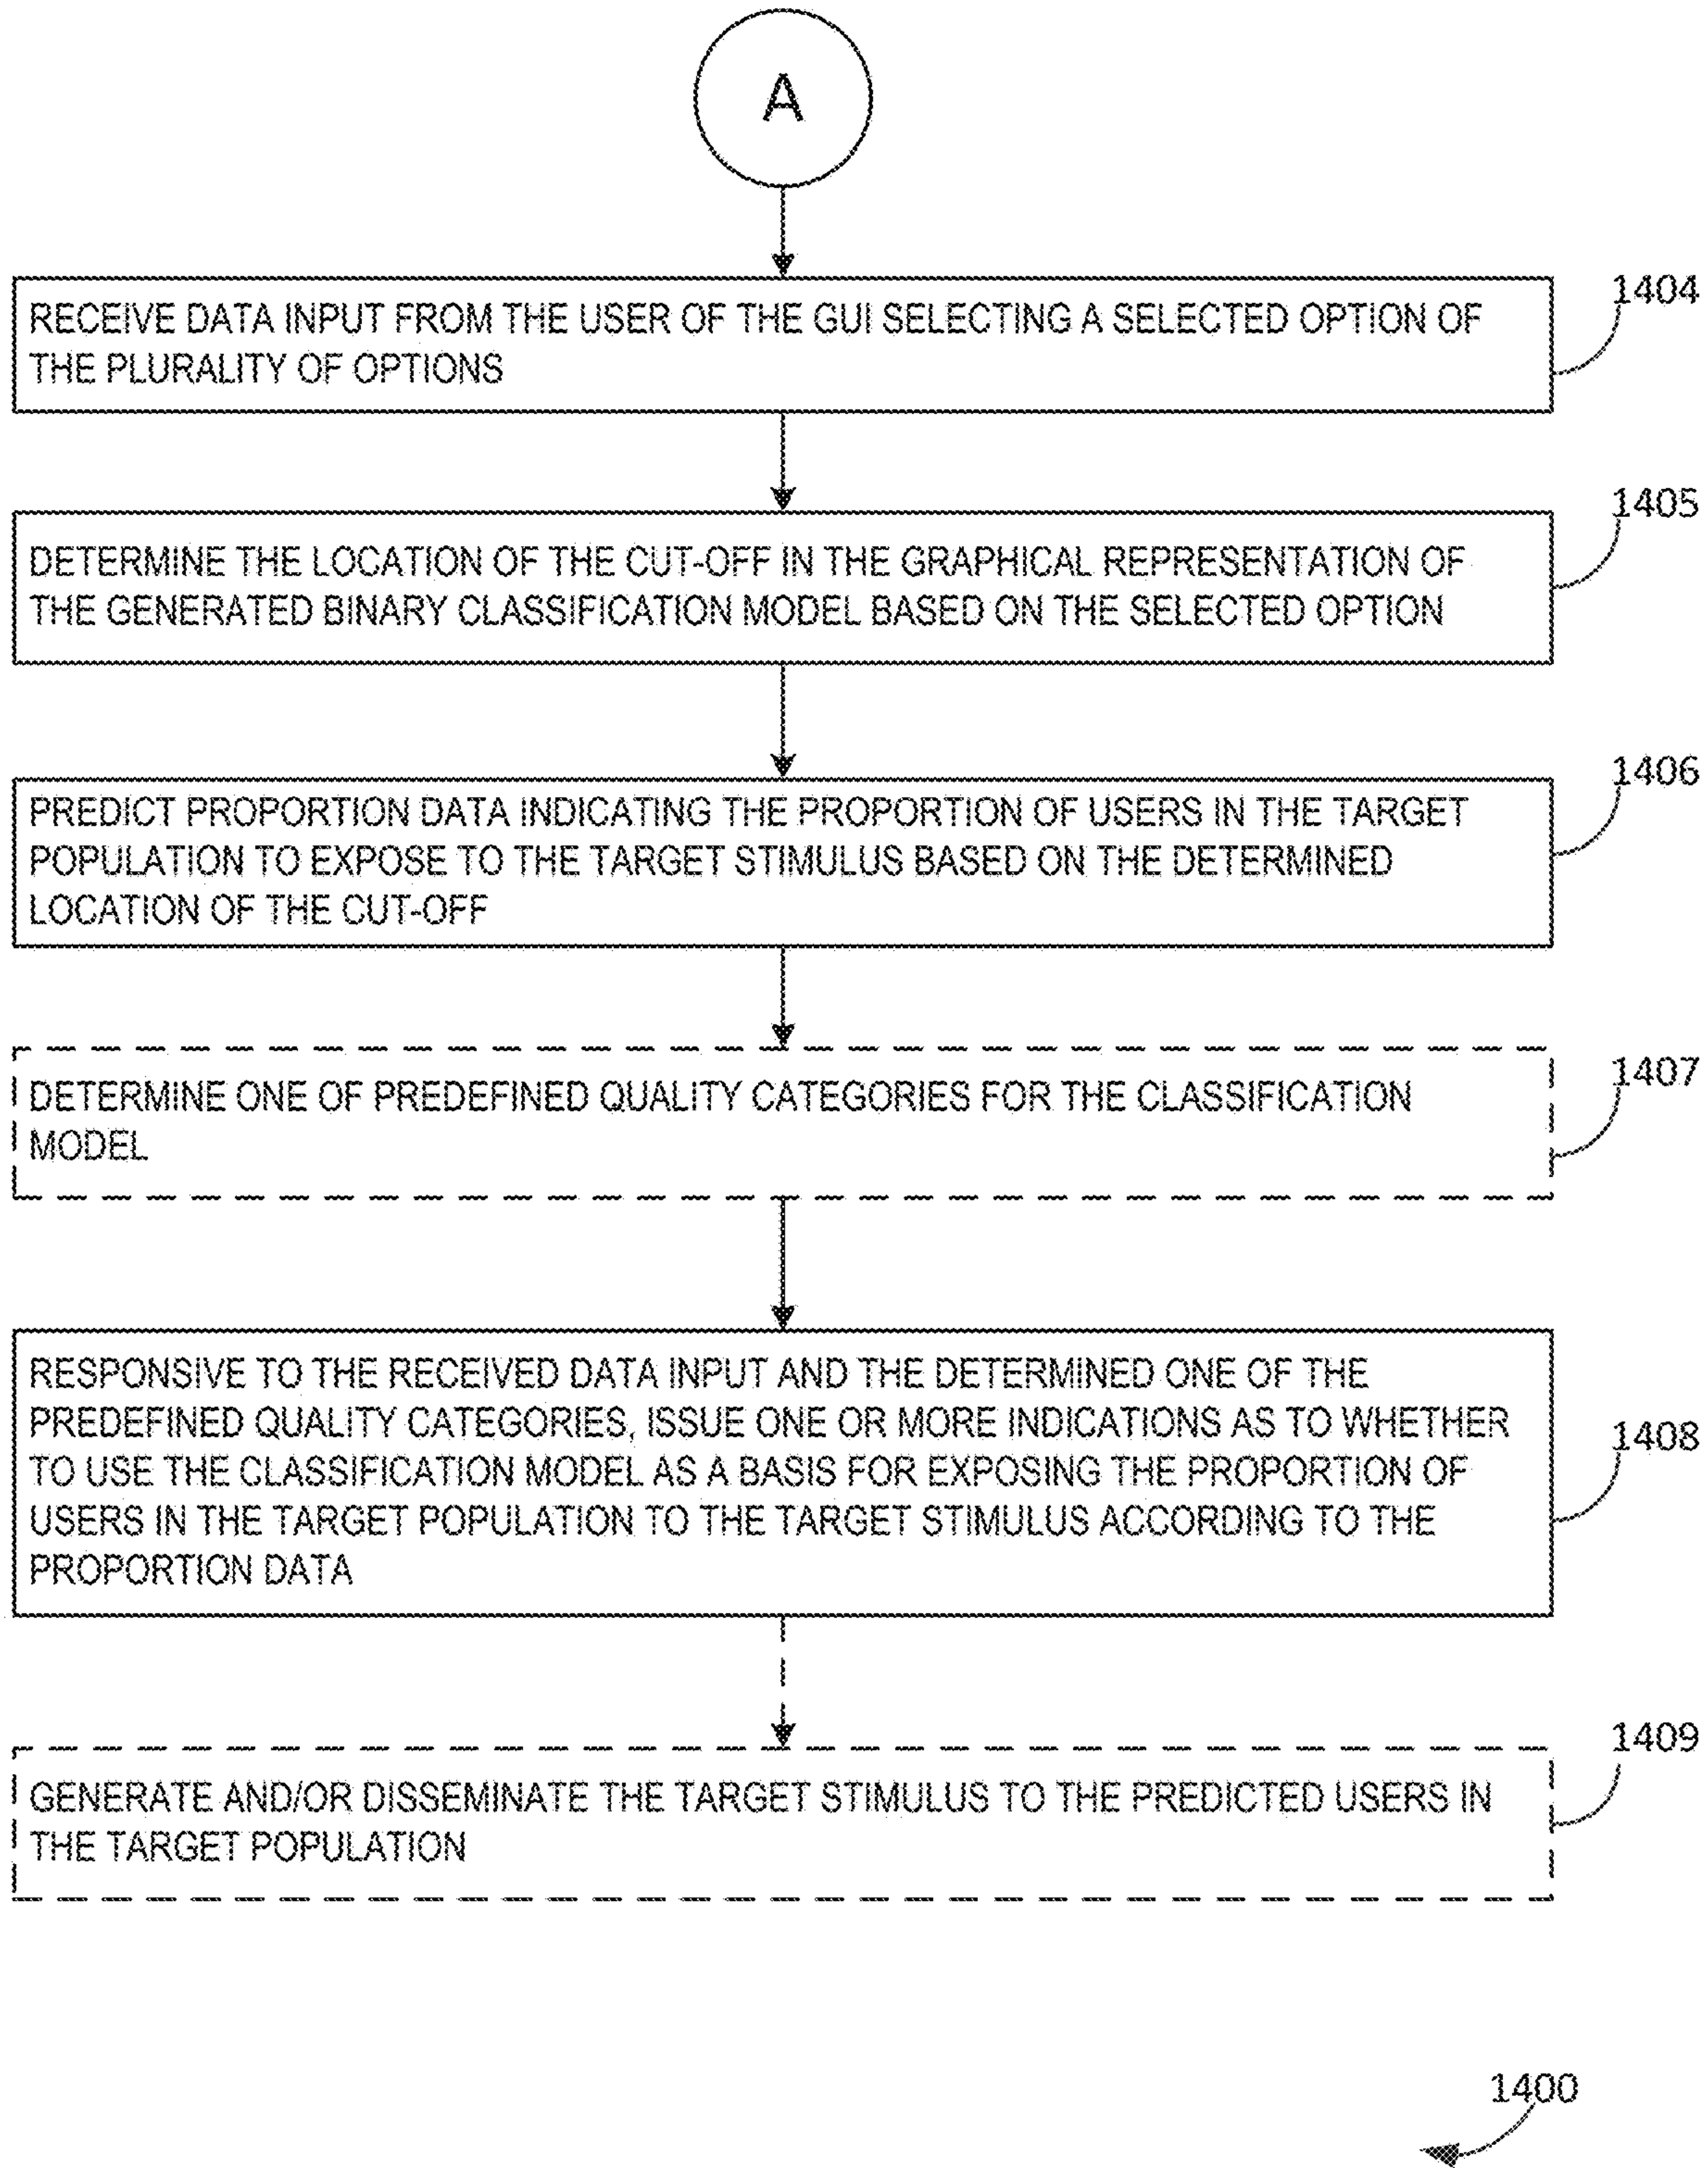 A
1404
RECEIVE DATA INPUT FROM THE USER OF THE GUI SELECTING A SELECTED OPTION OF
THE PLURALITY OF OPTIONS
1405
DETERMINE THE LOCATION OF THE CUT-OFF IN THE GRAPHICAL REPRESENTATION OF
THE GENERATED BINARY CLASSIFICATION MODEL BASED ON THE SELECTED OPTION
1406
PREDICT PROPORTION DATA INDICATING THE PROPORTION OF USERS IN THE TARGET
POPULATION TO EXPOSE TO THE TARGET STIMULUS BASED ON THE DETERMINED
LOCATION OF THE CUT-OFF
1407
DETERMINE ONE OF PREDEFINED QUALITY CATEGORIES FOR THE CLASSIFICATION
MODEL
RESPONSIVE TO THE RECEIVED DATA INPUT AND THE DETERMINED ONE OF THE
PREDEFINED QUALITY CATEGORIES, ISSUE ONE OR MORE INDICATIONS AS TO WHETHER
1408
TO USE THE CLASSIFICATION MODEL AS A BASIS FOR EXPOSING THE PROPORTION OF
USERS IN THE TARGET POPULATION TO THE TARGET STIMULUS ACCORDING TO THE
PROPORTION DATA
1409
GENERATE AND/OR DISSEMINATE THE TARGET STIMULUS TO THE PREDICTED USERS IN
THE TARGET POPULATION
1400